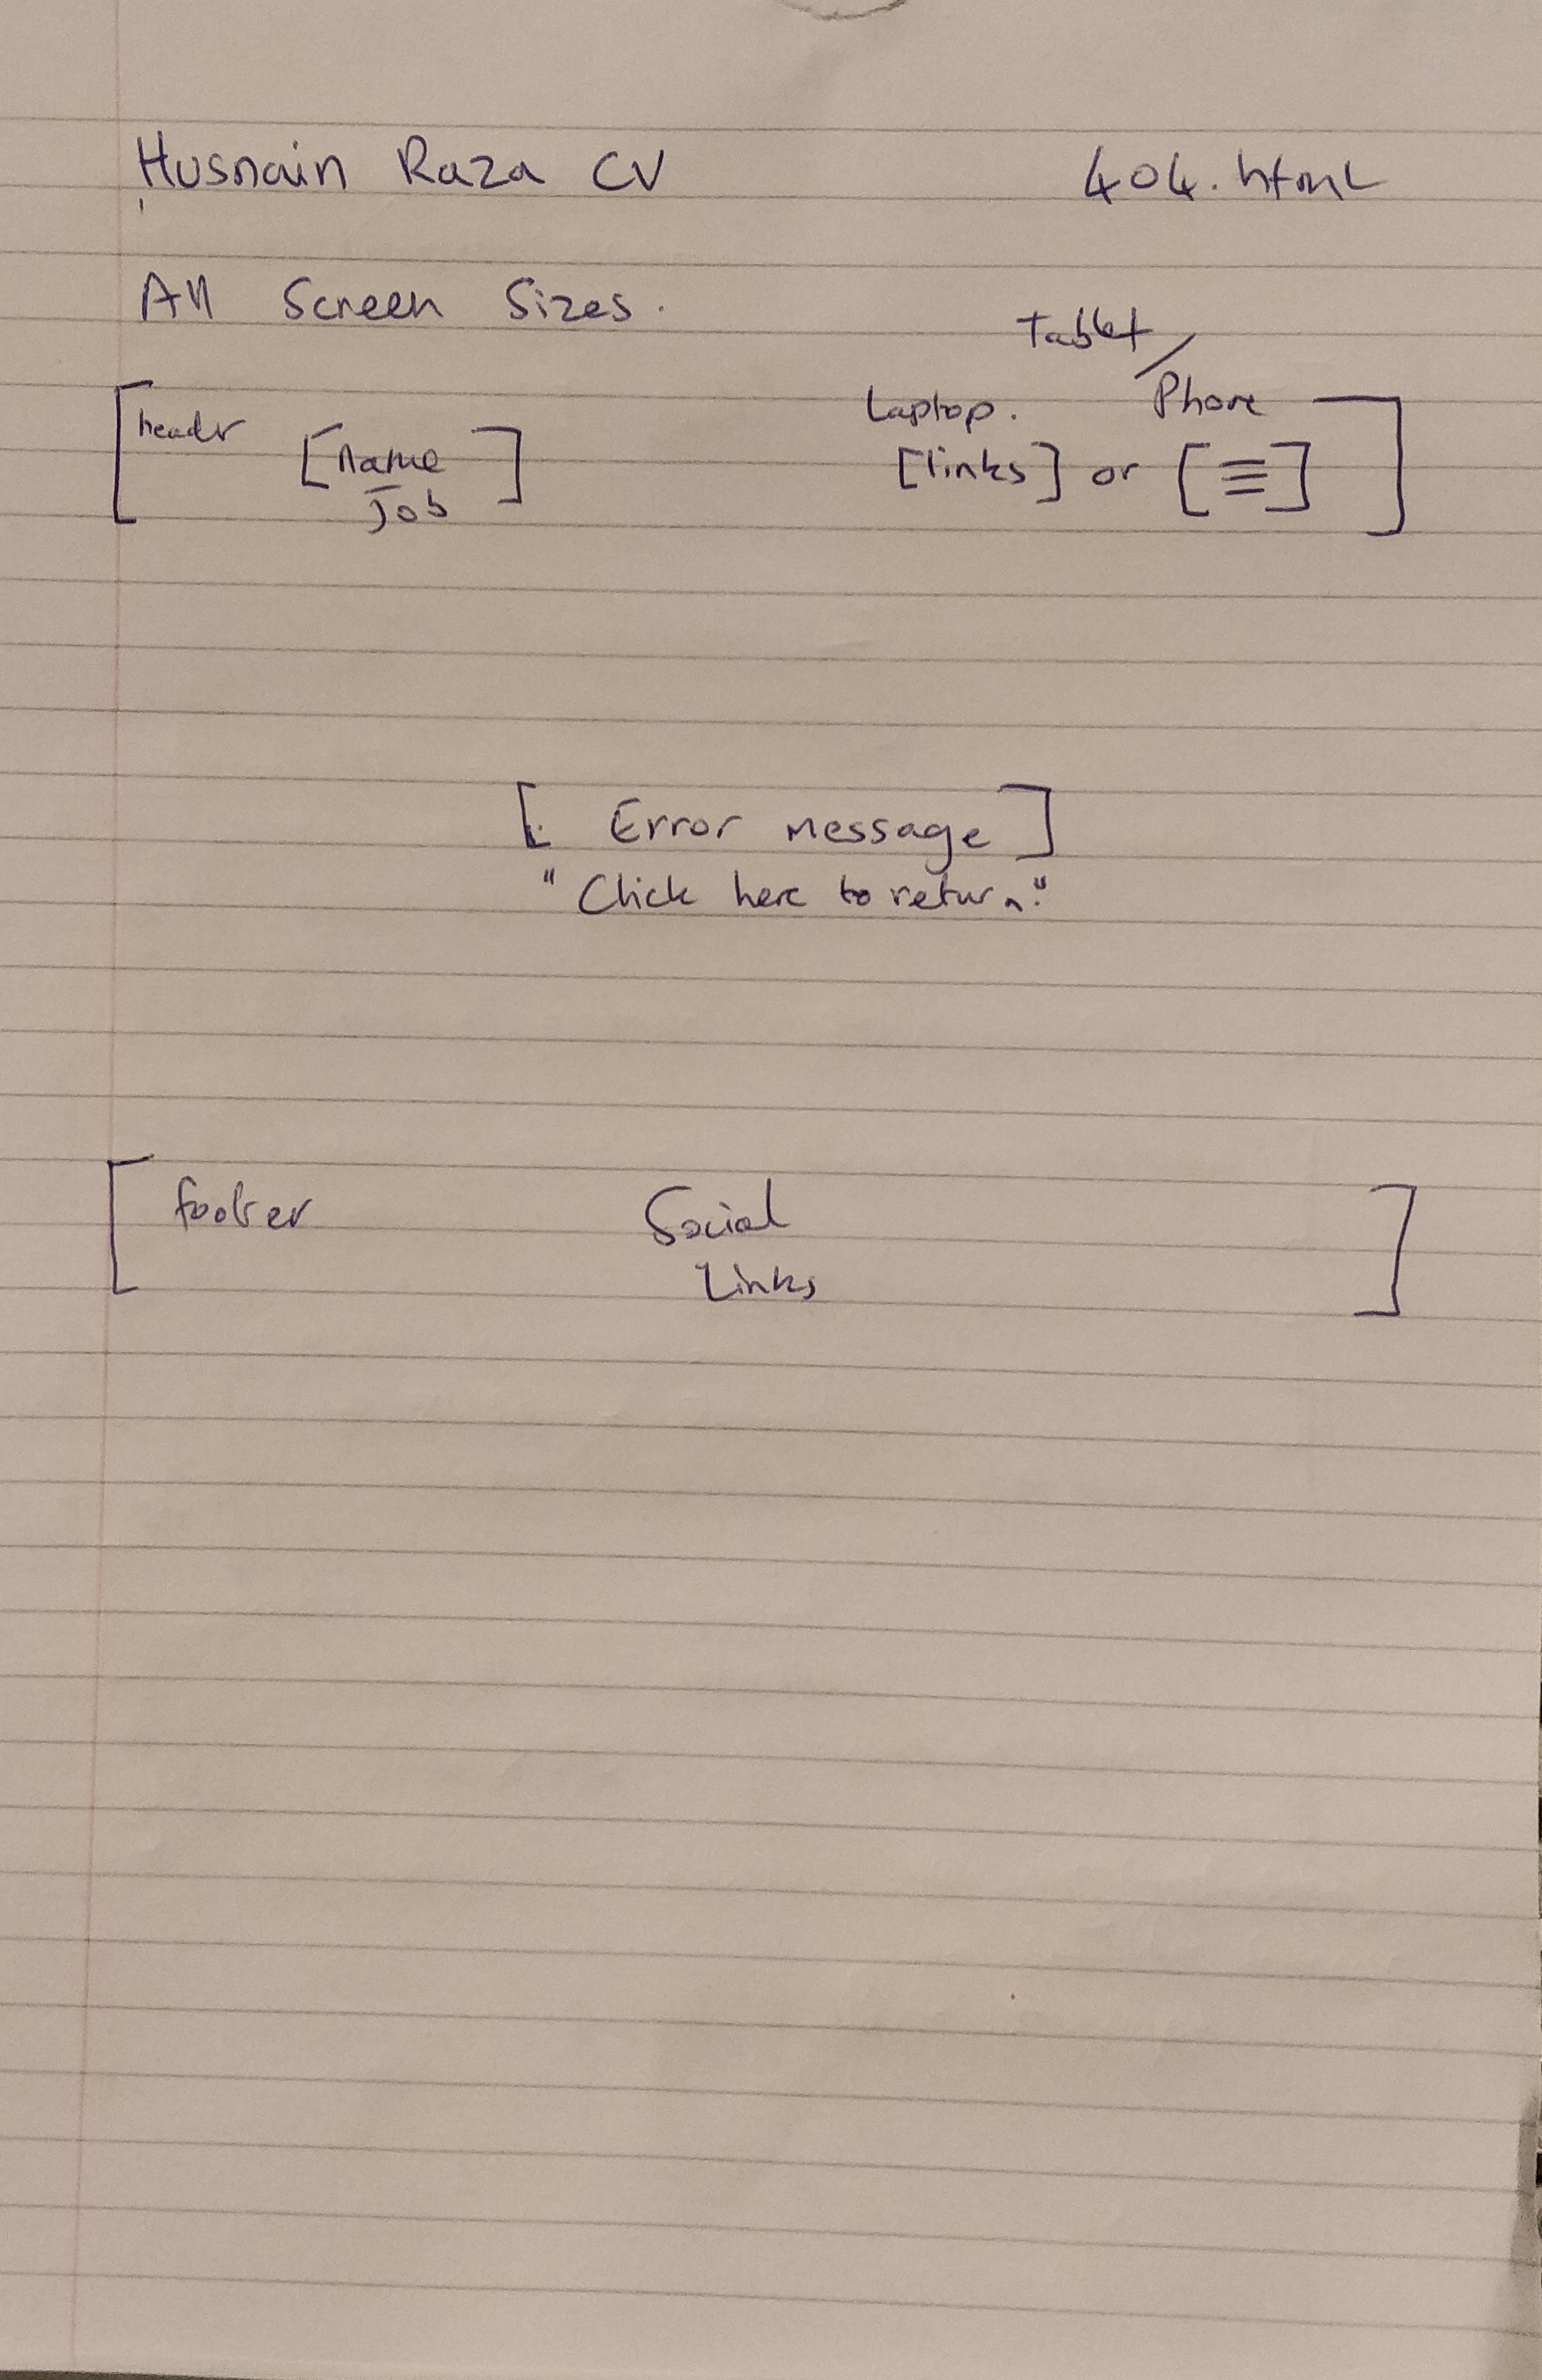 Husnain Raza CV 404.html
All Screen Sizes.
Tablet/
Laptop. Phone
header [name [links] or [≡]
Job]
[Error Message]
"Click here to return."
footer Social
Links